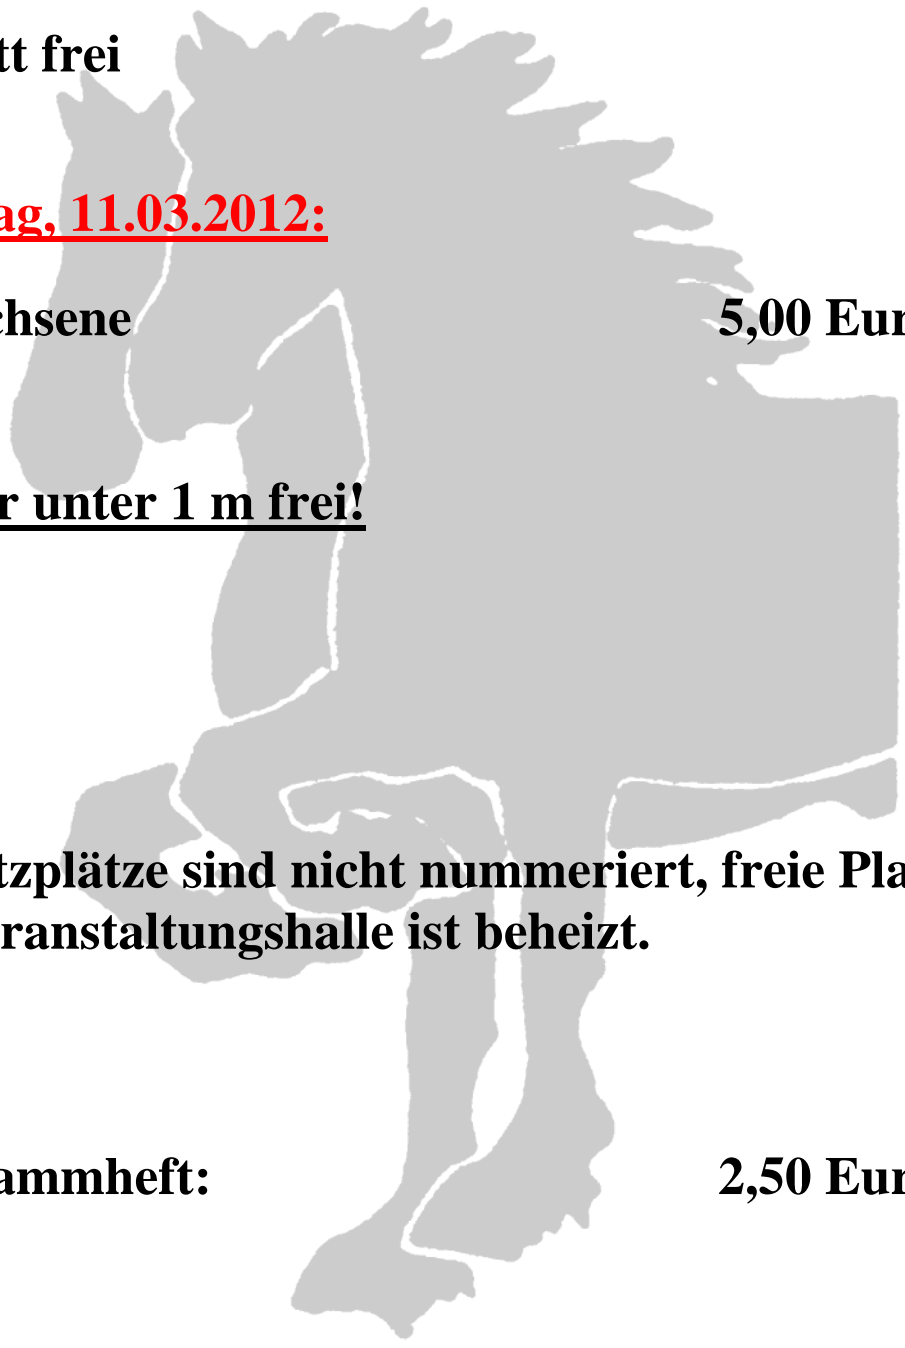 tt frei
ag, 11.03.2012:
chsene 5,00 Eur
r unter 1 m frei!
tzplätze sind nicht nummeriert, freie Pla
ranstaltungshalle ist beheizt.
ammheft: 2,50 Eur